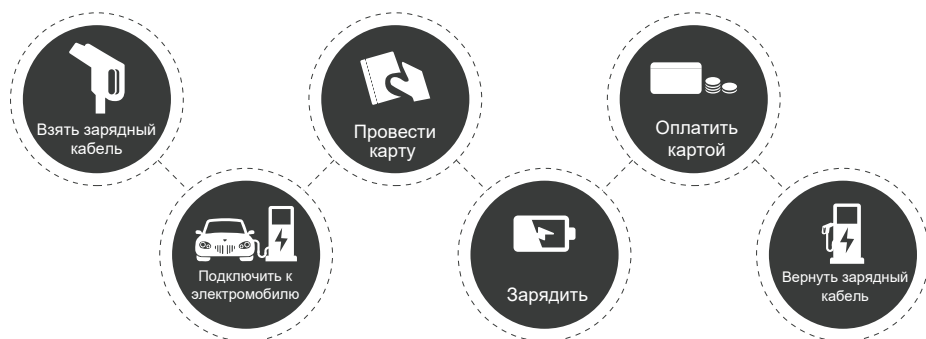 Взять зарядный
кабель
Подключить к
электромобилю
Провести
карту
Зарядить
Оплатить
картой
Вернуть зарядный
кабель